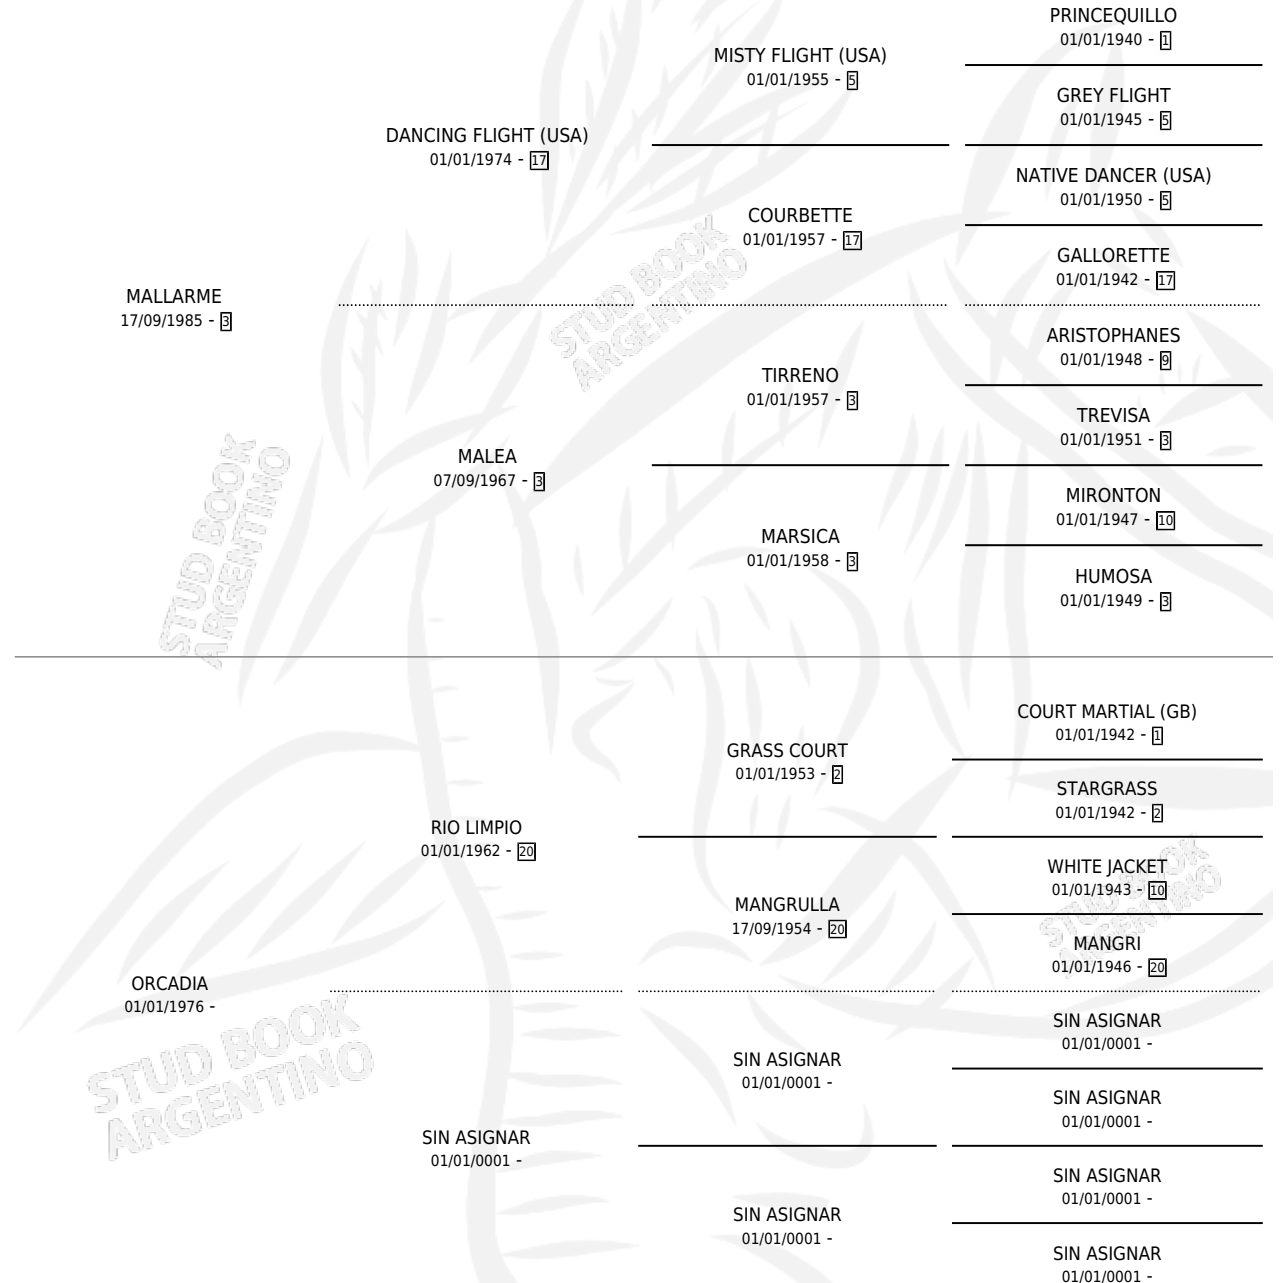 PRINCEQUILLO
01/01/1940 - 1
MISTY FLIGHT (USA)
01/01/1955 - 5
GREY FLIGHT
01/01/1945 - 5
DANCING FLIGHT (USA)
01/01/1974 - 17
NATIVE DANCER (USA)
01/01/1950 - 5
COURBETTE
01/01/1957 - 17
GALLORETTE
01/01/1942 - 17
MALLARME
17/09/1985 - 3
ARISTOPHANES
01/01/1948 - 9
TIRRENO
01/01/1957 - 3
TREVISA
01/01/1951 - 3
MALEA
07/09/1967 - 3
MIRONTON
01/01/1947 - 10
MARSICA
01/01/1958 - 3
HUMOSA
01/01/1949 - 3
COURT MARTIAL (GB)
01/01/1942 - 1
GRASS COURT
01/01/1953 - 2
STARGRASS
01/01/1942 - 2
RIO LIMPIO
01/01/1962 - 20
WHITE JACKET
01/01/1943 - 10
MANGRULLA
17/09/1954 - 20
MANGRI
01/01/1946 - 20
ORCADIA
01/01/1976 -
SIN ASIGNAR
01/01/0001 -
SIN ASIGNAR
01/01/0001 -
SIN ASIGNAR
01/01/0001 -
SIN ASIGNAR
01/01/0001 -
SIN ASIGNAR
01/01/0001 -
SIN ASIGNAR
01/01/0001 -
SIN ASIGNAR
01/01/0001 -
STUD BOOK
ARGENTINO
STUD BOOK
ARGENTINO
STUD BOOK
ARGENTINO
STUD BOOK
ARGENTINO